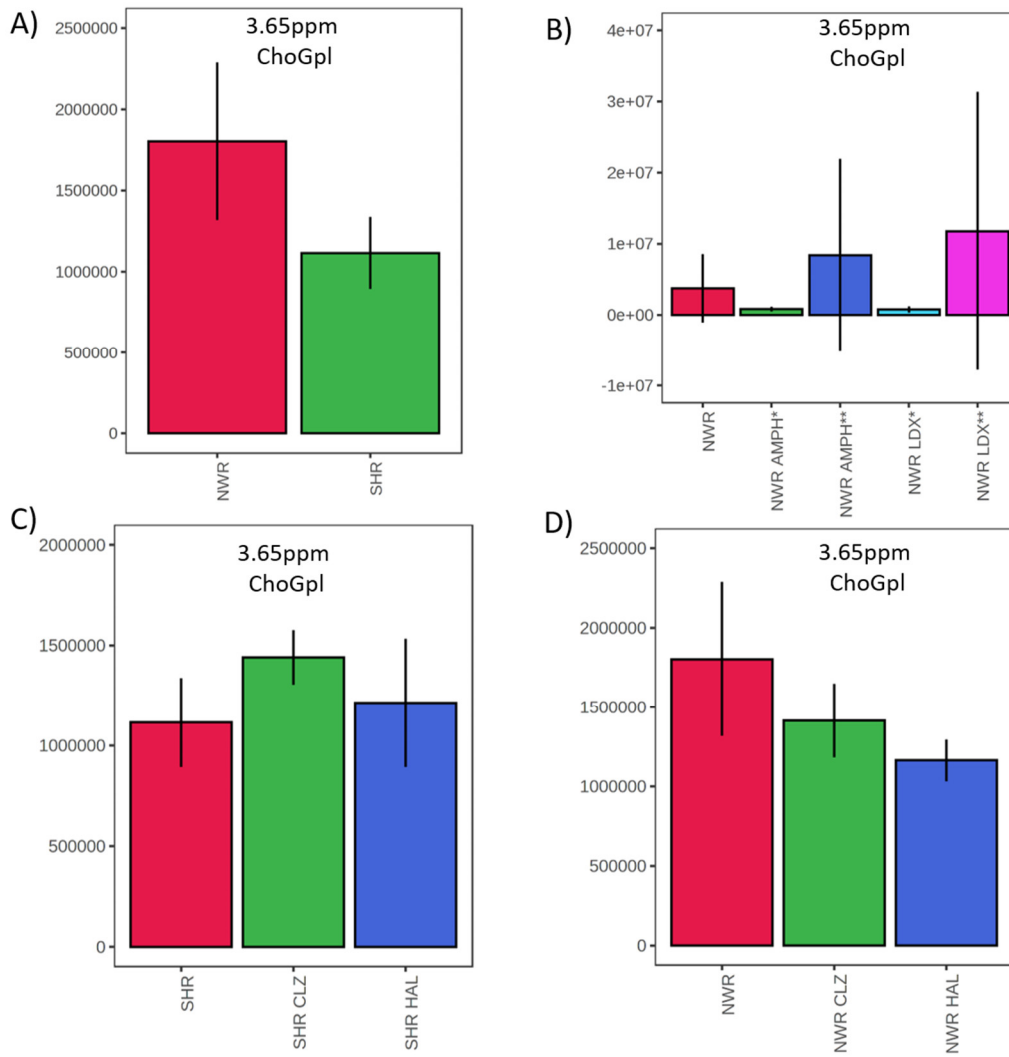 A)
3.65ppm
ChoGpl
2500000
2000000
1500000
1000000
500000
0
NWR
SHR
B)
3.65ppm
ChoGpl
4e+07
3e+07
2e+07
1e+07
0e+00
-1e+07
NWR
NWR AMPH*
NWR AMPH**
NWR LDX*
NWR LDX**
C)
3.65ppm
ChoGpl
2000000
1500000
1000000
500000
0
SHR
SHR CLZ
SHR HAL
D)
3.65ppm
ChoGpl
2500000
2000000
1500000
1000000
500000
0
NWR
NWR CLZ
NWR HAL